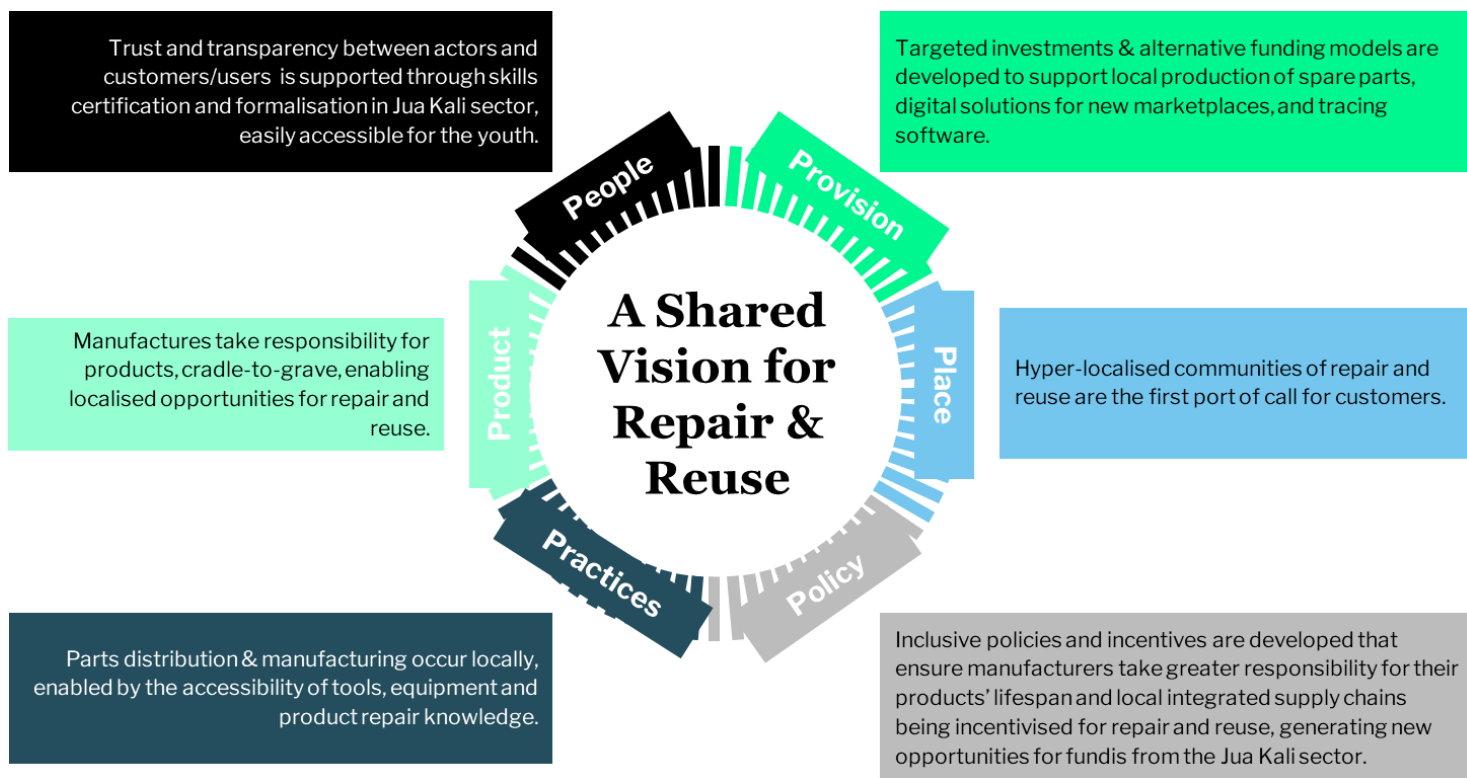 Trust and transparency between actors and
customers/users is supported through skills
certification and formalisation in Jua Kali sector,
easily accessible for the youth.
People
Provision
Targeted investments & alternative funding models are
developed to support local production of spare parts,
digital solutions for new marketplaces, and tracing
software.
Manufactures take responsibility for
products, cradle-to-grave, enabling
localised opportunities for repair and
reuse.
Product
A Shared
Vision for
Repair &
Reuse
Place
Hyper-localised communities of repair and
reuse are the first port of call for customers.
Practices
Policy
Parts distribution & manufacturing occur locally,
enabled by the accessibility of tools, equipment and
product repair knowledge.
Inclusive policies and incentives are developed that
ensure manufacturers take greater responsibility for their
products’ lifespan and local integrated supply chains
being incentivised for repair and reuse, generating new
opportunities for fundis from the Jua Kali sector.